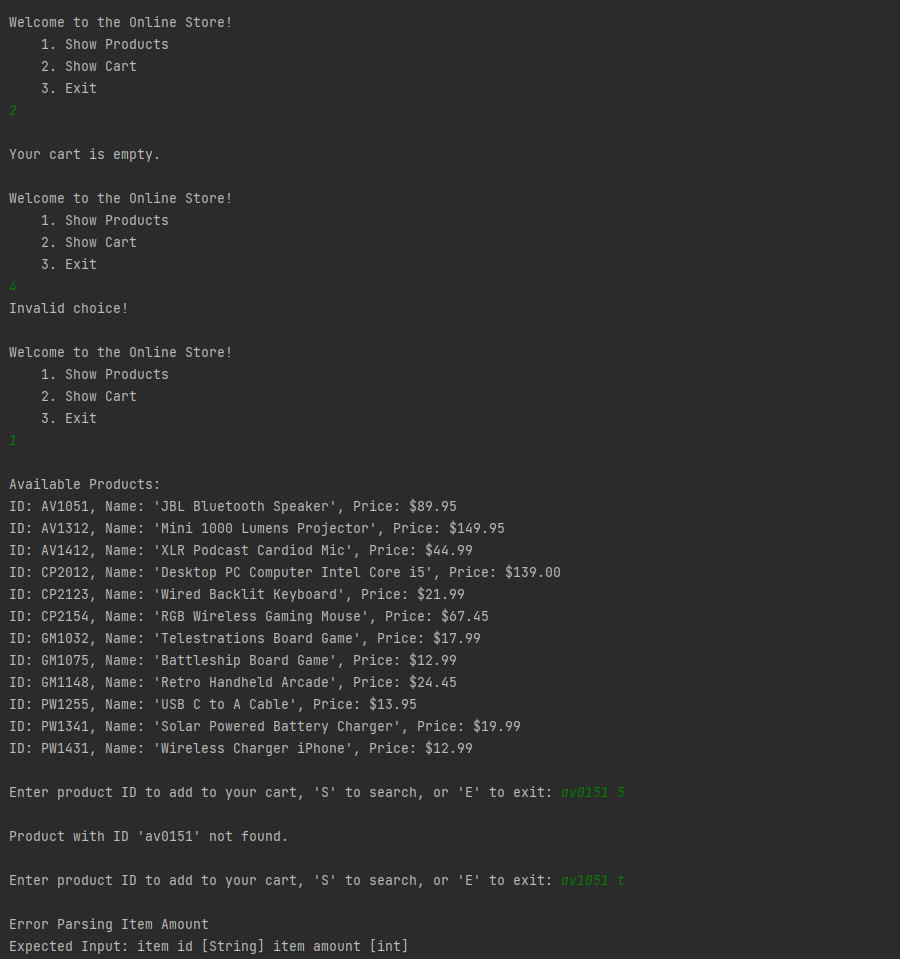 Welcome to the Online Store!
1. Show Products
2. Show Cart
3. Exit
2
Your cart is empty.
Welcome to the Online Store!
1. Show Products
2. Show Cart
3. Exit
4
Invalid choice!
Welcome to the Online Store!
1. Show Products
2. Show Cart
3. Exit
1
Available Products:
ID: AV1051, Name: 'JBL Bluetooth Speaker', Price: $89.95
ID: AV1312, Name: 'Mini 1000 Lumens Projector', Price: $149.95
ID: AV1412, Name: 'XLR Podcast Cardiod Mic', Price: $44.99
ID: CP2012, Name: 'Desktop PC Computer Intel Core i5', Price: $139.00
ID: CP2123, Name: 'Wired Backlit Keyboard', Price: $21.99
ID: CP2154, Name: 'RGB Wireless Gaming Mouse', Price: $67.45
ID: GM1032, Name: 'Telestrations Board Game', Price: $17.99
ID: GM1075, Name: 'Battleship Board Game', Price: $12.99
ID: GM1148, Name: 'Retro Handheld Arcade', Price: $24.45
ID: PW1255, Name: 'USB C to A Cable', Price: $13.95
ID: PW1341, Name: 'Solar Powered Battery Charger', Price: $19.99
ID: PW1431, Name: 'Wireless Charger iPhone', Price: $12.99
Enter product ID to add to your cart, 'S' to search, or 'E' to exit: av0151 5
Product with ID 'av0151' not found.
Enter product ID to add to your cart, 'S' to search, or 'E' to exit: av1051 t
Error Parsing Item Amount
Expected Input: item id [String] item amount [int]